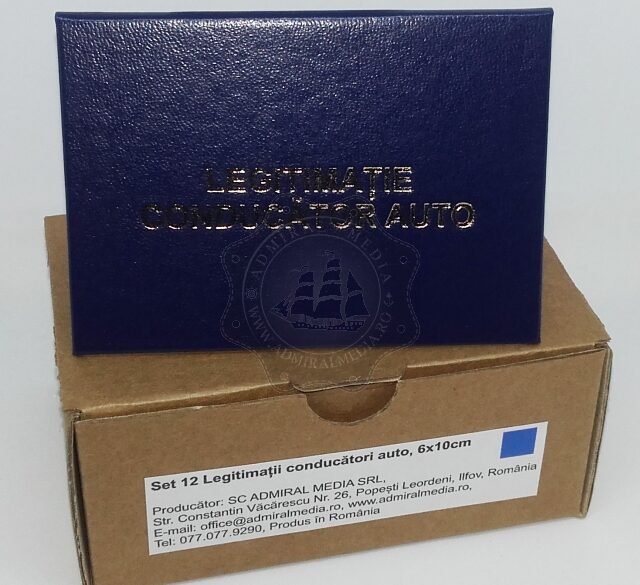 LEGITIMAȚIE
CONDUCĂTOR AUTO
ADMIRAL MEDIA
WWW.ADMIRALMEDIA.RO
Set 12 Legitimații conducători auto, 6x10cm
Producător: SC ADMIRAL MEDIA SRL,
Str. Constantin Văcărescu Nr. 26, Popești Leordeni, Ilfov, România
E-mail: office@admiralmedia.ro, www.admiralmedia.ro,
Tel: 077.077.9290, Produs în România